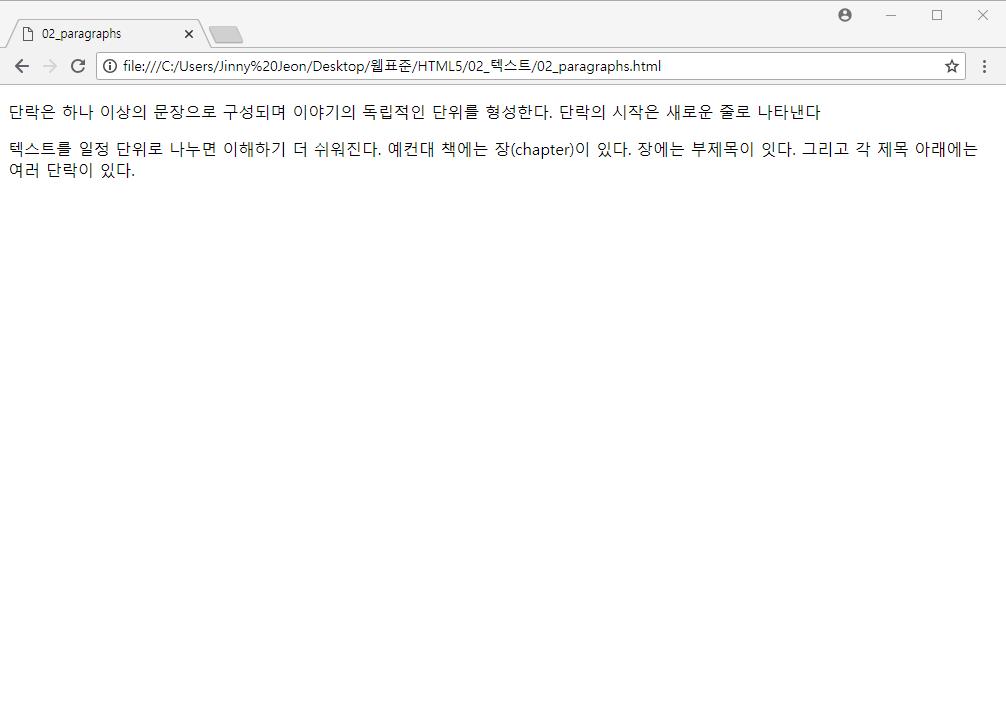 02_paragraphs
file:///C:/Users/Jinny%20Jeon/Desktop/웹표준/HTML5/02_텍스트/02_paragraphs.html
단락은 하나 이상의 문장으로 구성되며 이야기의 독립적인 단위를 형성한다. 단락의 시작은 새로운 줄로 나타낸다
텍스트를 일정 단위로 나누면 이해하기 더 쉬워진다. 예컨대 책에는 장(chapter)이 있다. 장에는 부제목이 잇다. 그리고 각 제목 아래에는
여러 단락이 있다.